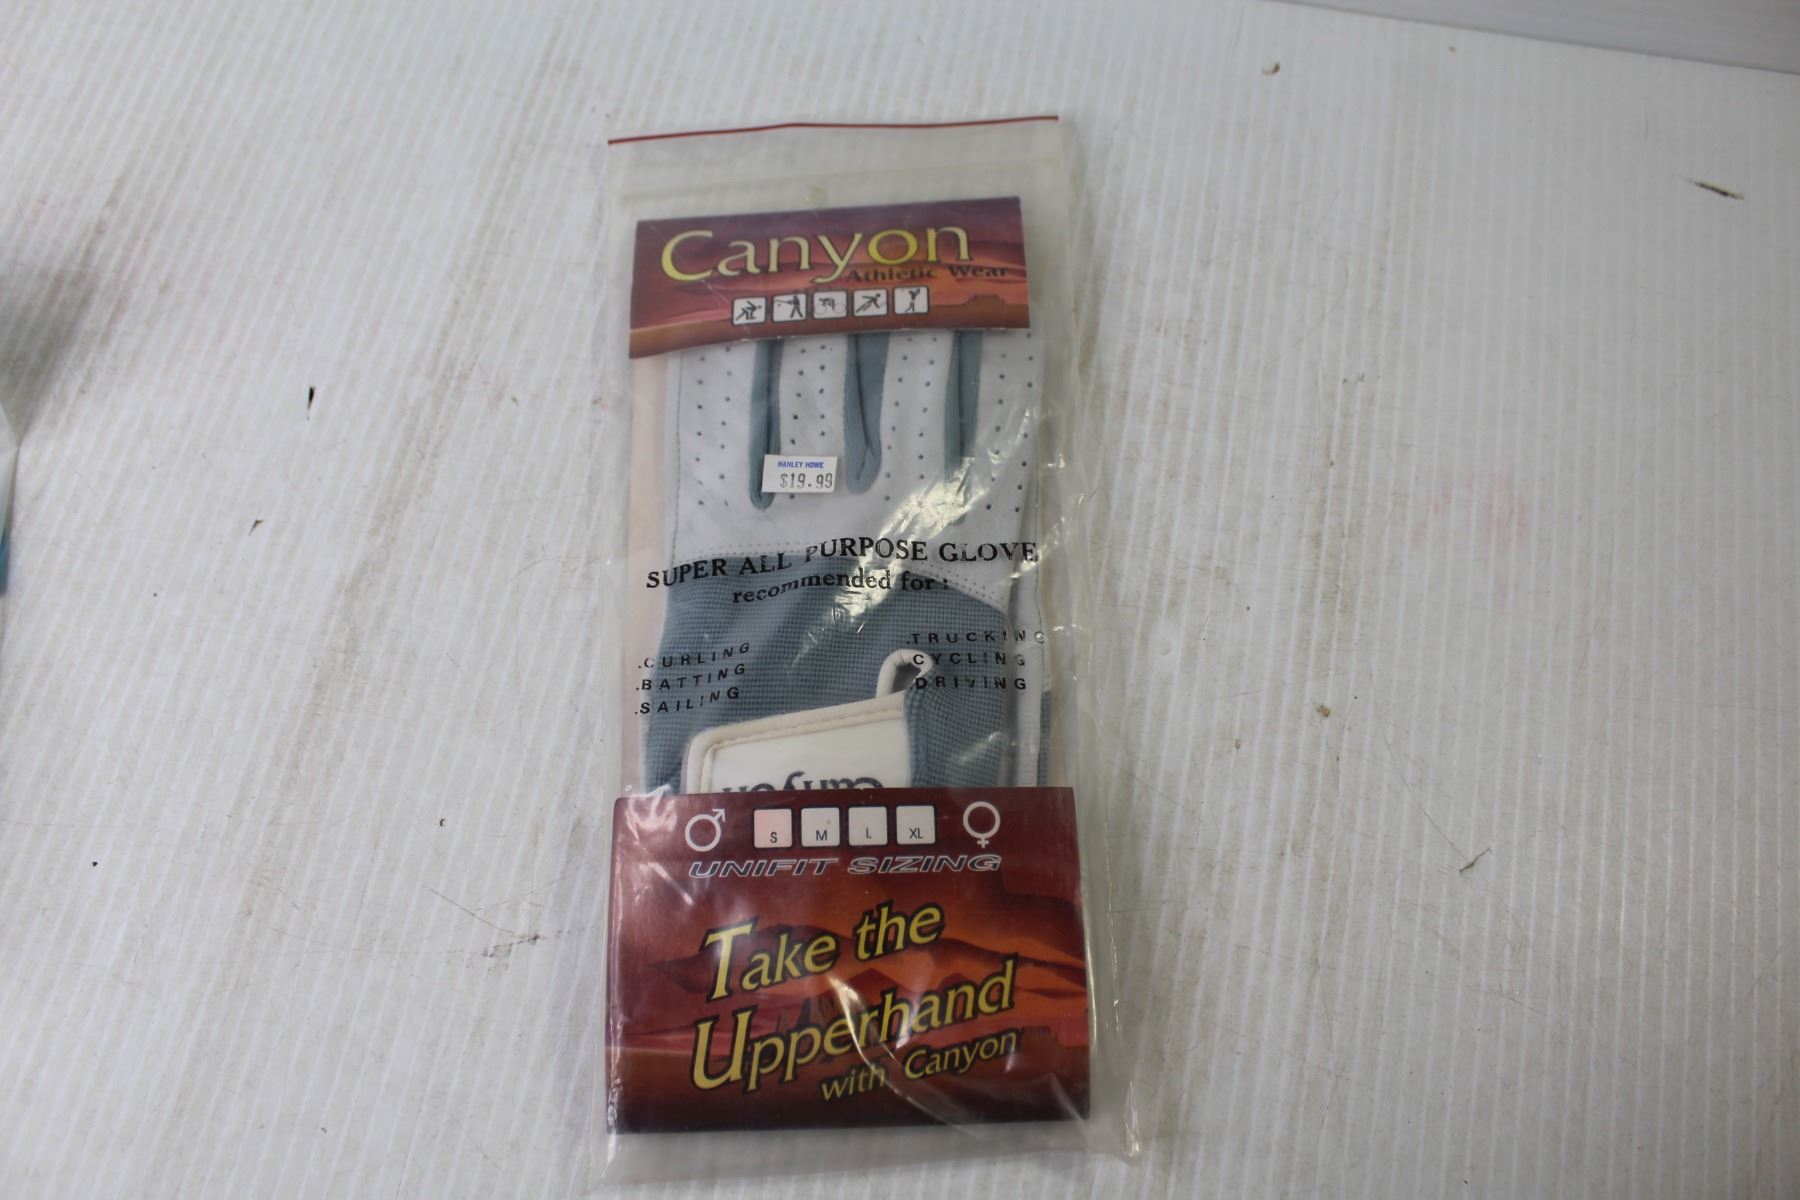 Canyon
Athletic Wear
HANLEY HOWE
$19.99
SUPER ALL PURPOSE GLOVE
recommended for :
.CURLING
.BATTING
.SAILING
.TRUCKING
CYCLING
.DRIVING
Canyon
S M L XL
UNIFIT SIZING
Take the
Upperhand
with Canyon